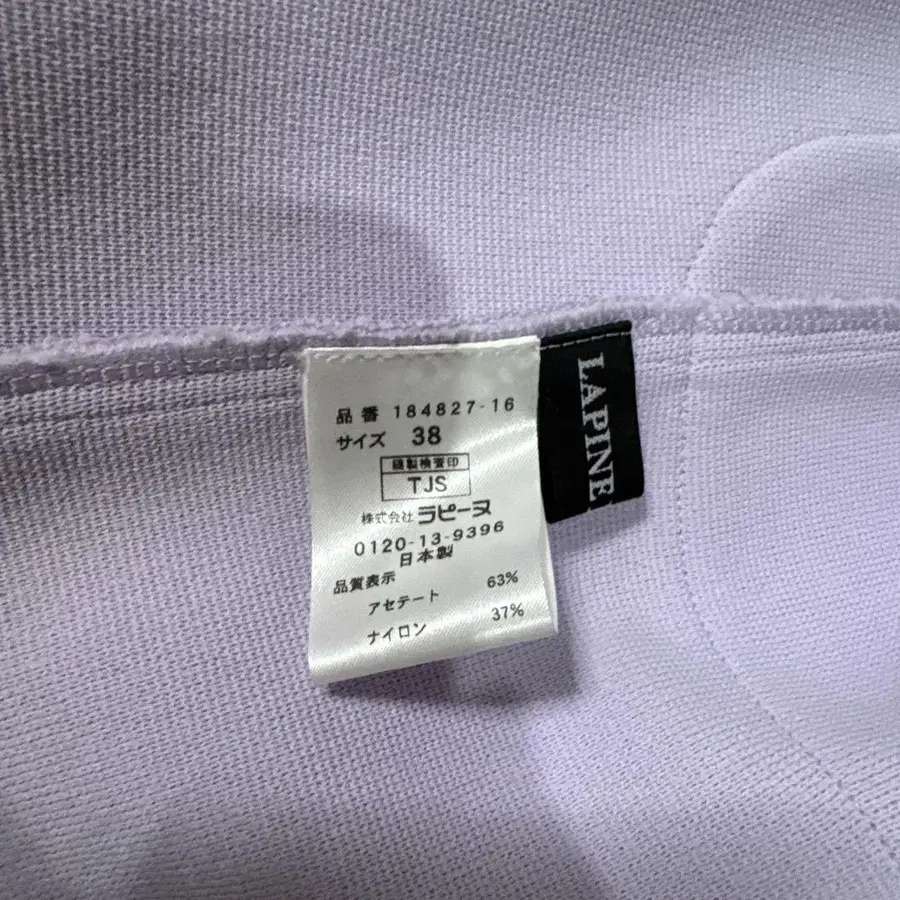 品番 184827-16
サイズ 38
縫製検査印
TJS
株式会社 ラピーヌ
0120-13-9396
日本製
品質表示
アセテート 63%
ナイロン 37%
LAPINE